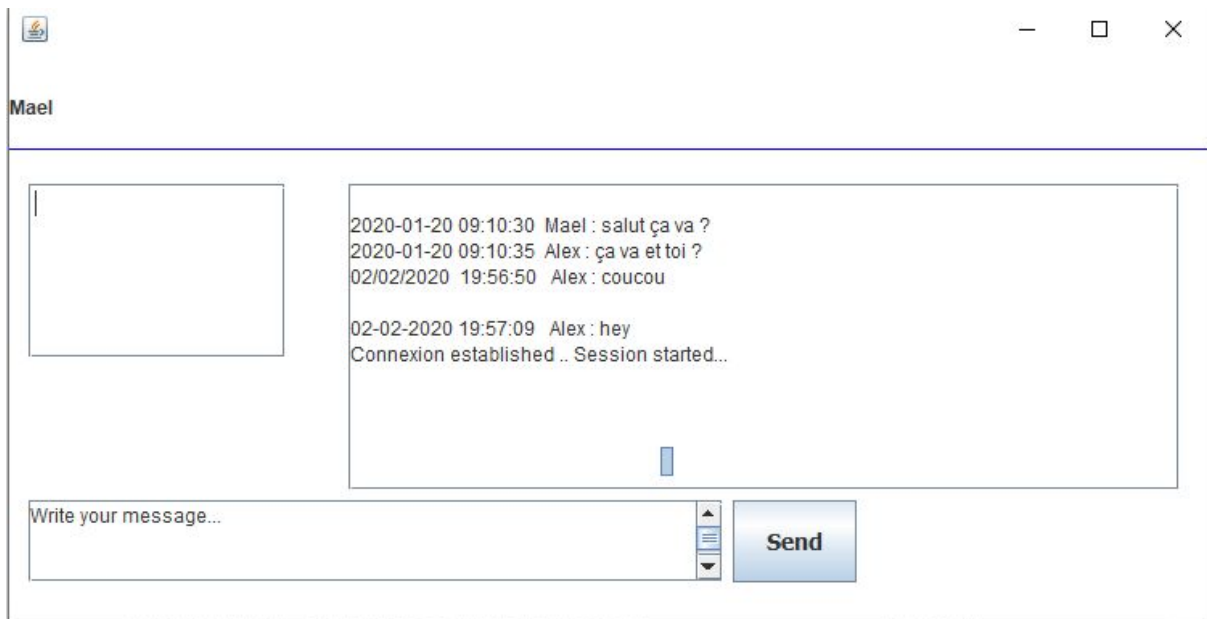 Mael
2020-01-20 09:10:30  Mael : salut ça va ?
2020-01-20 09:10:35  Alex : ça va et toi ?
02/02/2020  19:56:50   Alex : coucou
02-02-2020 19:57:09   Alex : hey
Connexion established .. Session started...
Write your message...
Send